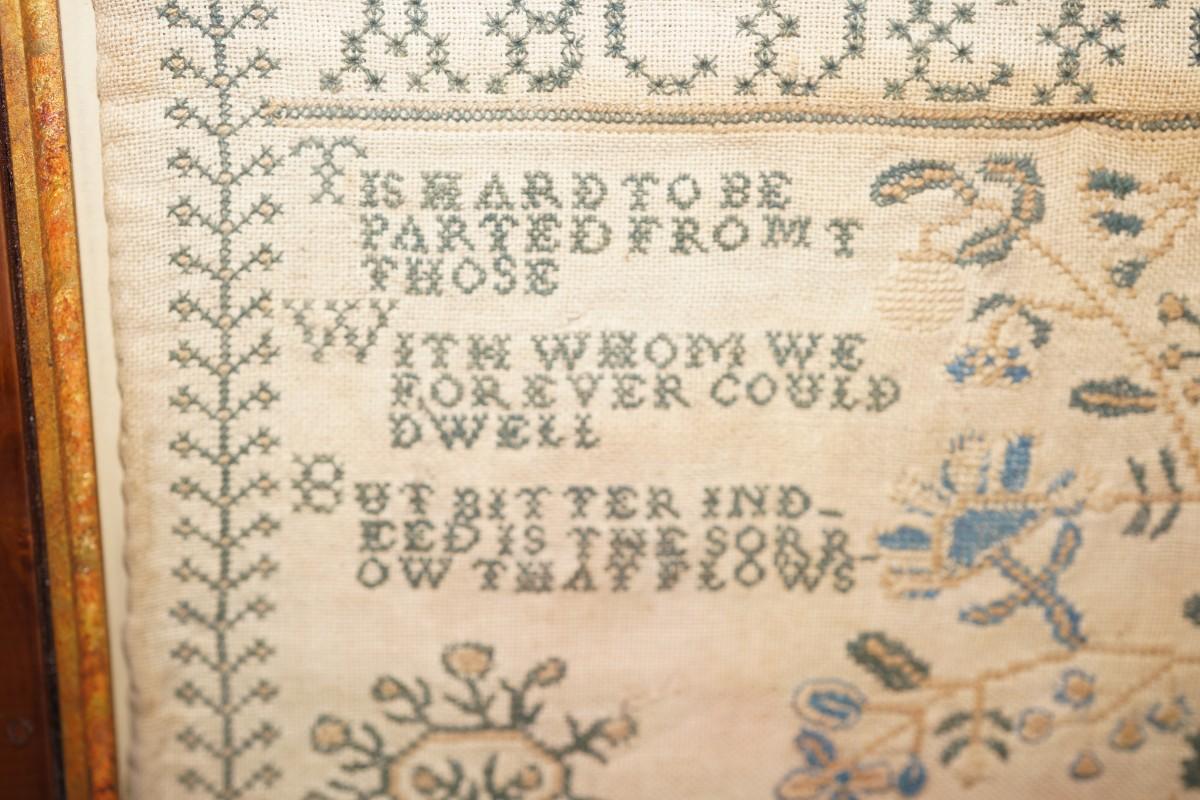 ABCDEF
TIS HARD TO BE
PARTED FROM T
THOSE
WITH WHOM WE
FOREVER COULD
DWELL
BUT BITTER IND-
EED IS THE SORR-
OW THAT FLOWS